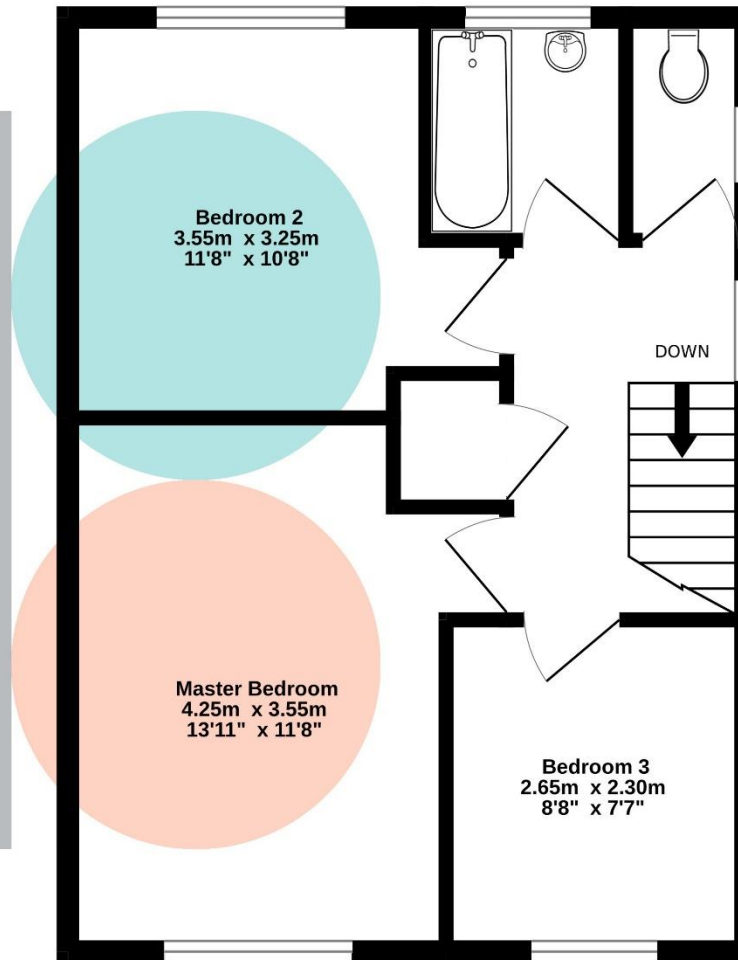 Bedroom 2
3.55m x 3.25m
11'8" x 10'8"
DOWN
Master Bedroom
4.25m x 3.55m
13'11" x 11'8"
Bedroom 3
2.65m x 2.30m
8'8" x 7'7"